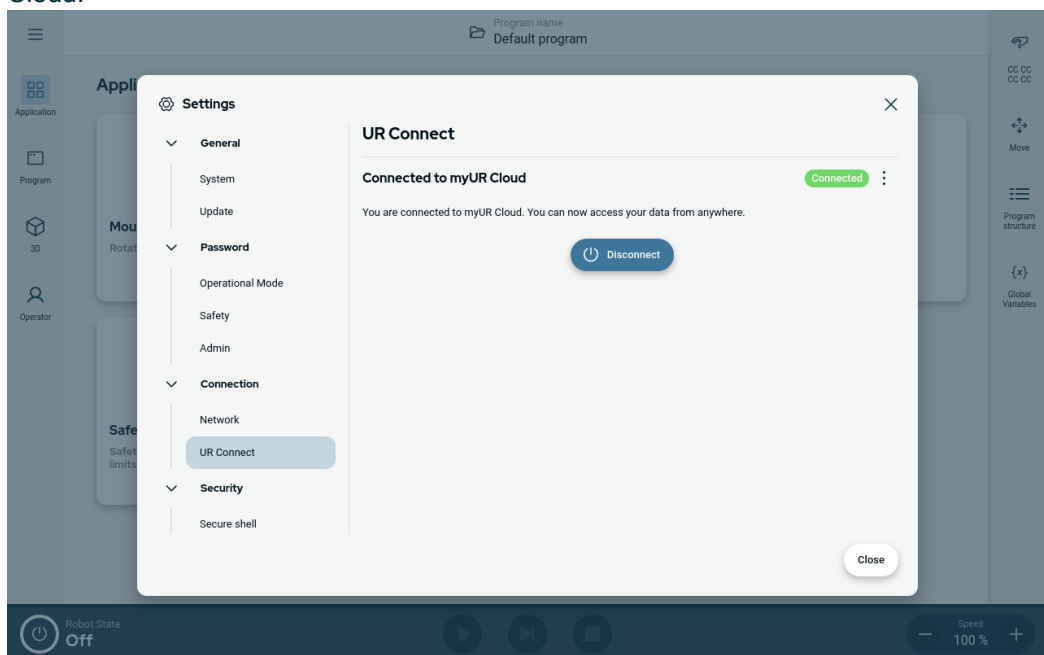 Cloud.
Program name
Default program
Appli
Application
Program
3D
Operator
Mou
Rotat
Safe
Safet
limits
Settings
General
System
Update
Password
Operational Mode
Safety
Admin
Connection
Network
UR Connect
Security
Secure shell
UR Connect
Connected to myUR Cloud
Connected
You are connected to myUR Cloud. You can now access your data from anywhere.
Disconnect
Close
CC CC
CC CC
Move
Program
structure
{x}
Global
Variables
Robot State
Off
Speed
100 %